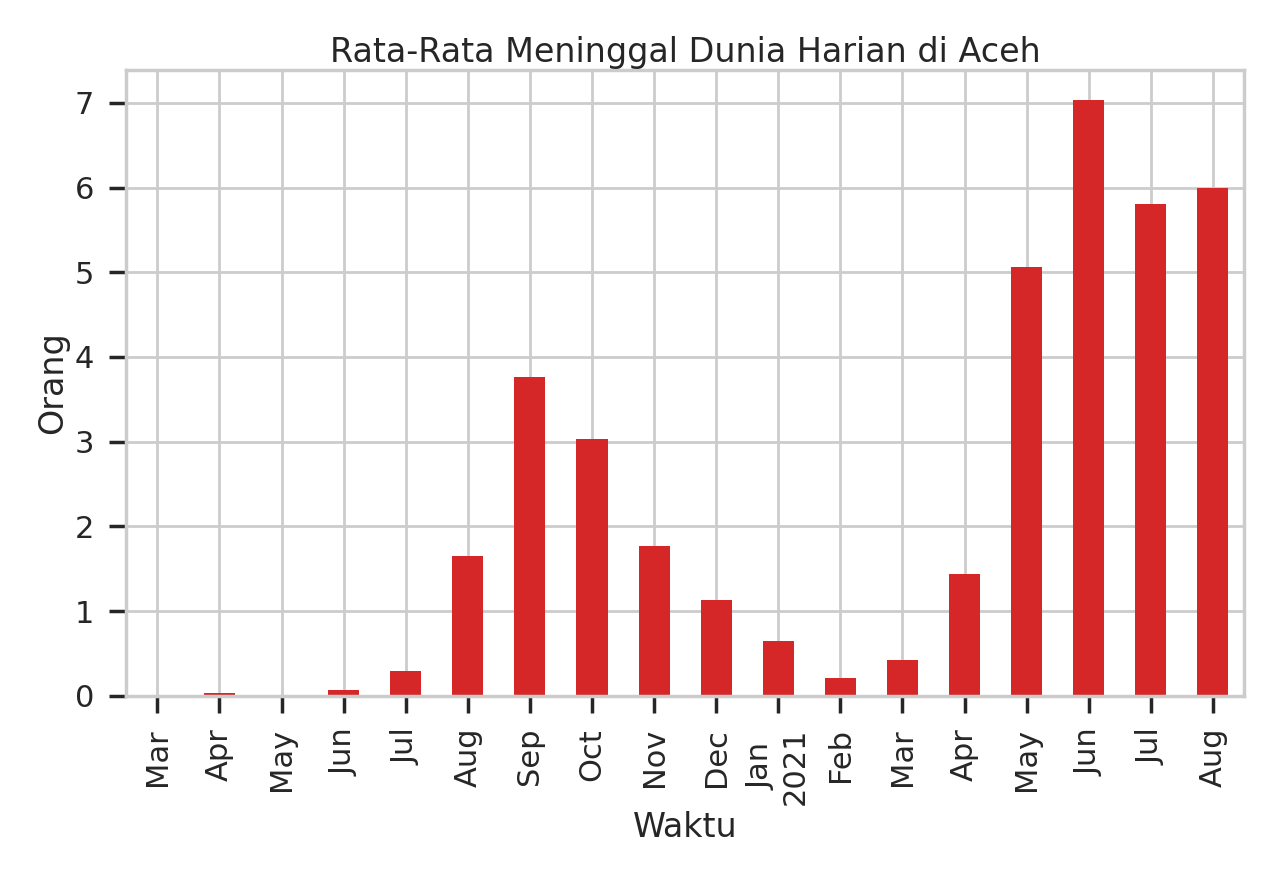 Rata-Rata Meninggal Dunia Harian di Aceh
7
6
5
4
3
2
1
0
Orang
Mar
Apr
May
Jun
Jul
Aug
Sep
Oct
Nov
Dec
Jan
2021
Feb
Mar
Apr
May
Jun
Jul
Aug
Waktu